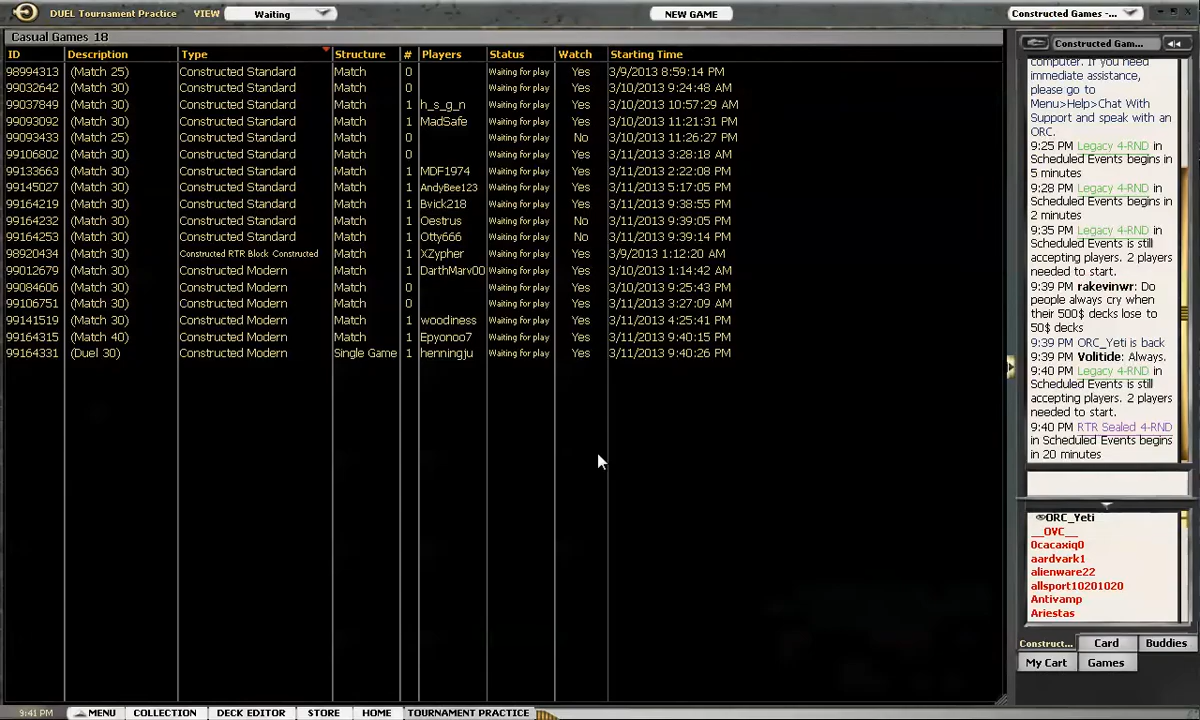 DUEL Tournament Practice VIEW Waiting NEW GAME Constructed Games -...
Casual Games 18
ID Description Type Structure # Players Status Watch Starting Time
98994313 (Match 25) Constructed Standard Match 0 Waiting for play Yes 3/9/2013 8:59:14 PM
99032642 (Match 30) Constructed Standard Match 0 Waiting for play Yes 3/10/2013 9:24:48 AM
99037849 (Match 30) Constructed Standard Match 1 h_s_g_n Waiting for play Yes 3/10/2013 10:57:29 AM
99093092 (Match 30) Constructed Standard Match 1 MadSafe Waiting for play Yes 3/10/2013 11:21:31 PM
99093433 (Match 25) Constructed Standard Match 0 Waiting for play No 3/10/2013 11:26:27 PM
99106802 (Match 30) Constructed Standard Match 0 Waiting for play Yes 3/11/2013 3:28:18 AM
99133663 (Match 30) Constructed Standard Match 1 MDF1974 Waiting for play Yes 3/11/2013 2:22:08 PM
99145027 (Match 30) Constructed Standard Match 1 AndyBee123 Waiting for play Yes 3/11/2013 5:17:05 PM
99164219 (Match 30) Constructed Standard Match 1 Bvick218 Waiting for play Yes 3/11/2013 9:38:55 PM
99164232 (Match 30) Constructed Standard Match 1 Oestrus Waiting for play No 3/11/2013 9:39:05 PM
99164253 (Match 30) Constructed Standard Match 1 Otty666 Waiting for play No 3/11/2013 9:39:14 PM
98920434 (Match 30) Constructed RTR Block Constructed Match 1 XZypher Waiting for play Yes 3/9/2013 1:12:20 AM
99012679 (Match 30) Constructed Modern Match 1 DarthMarv00 Waiting for play Yes 3/10/2013 1:14:42 AM
99084606 (Match 30) Constructed Modern Match 0 Waiting for play Yes 3/10/2013 9:25:43 PM
99106751 (Match 30) Constructed Modern Match 0 Waiting for play Yes 3/11/2013 3:27:09 AM
99141519 (Match 30) Constructed Modern Match 1 woodiness Waiting for play Yes 3/11/2013 4:25:41 PM
99164315 (Match 40) Constructed Modern Match 1 Epyonoo7 Waiting for play Yes 3/11/2013 9:40:15 PM
99164331 (Duel 30) Constructed Modern Single Game 1 henningju Waiting for play Yes 3/11/2013 9:40:26 PM
Constructed Gam...
computer. If you need
immediate assistance,
please go to
Menu>Help>Chat With
Support and speak with an
ORC.
9:25 PM Legacy 4-RND in
Scheduled Events begins in
5 minutes
9:28 PM Legacy 4-RND in
Scheduled Events begins in
2 minutes
9:35 PM Legacy 4-RND in
Scheduled Events is still
accepting players. 2 players
needed to start.
9:39 PM rakevinwr: Do
people always cry when
their 500$ decks lose to
50$ decks
9:39 PM ORC_Yeti is back
9:39 PM Volitide: Always.
9:40 PM Legacy 4-RND in
Scheduled Events is still
accepting players. 2 players
needed to start.
9:40 PM RTR Sealed 4-RND
in Scheduled Events begins
in 20 minutes
ORC_Yeti
__OVC__
0cacaxiq0
aardvark1
alienware22
allsport10201020
Antivamp
Ariestas
Construct... Card Buddies
My Cart Games
9:41 PM MENU COLLECTION DECK EDITOR STORE HOME TOURNAMENT PRACTICE